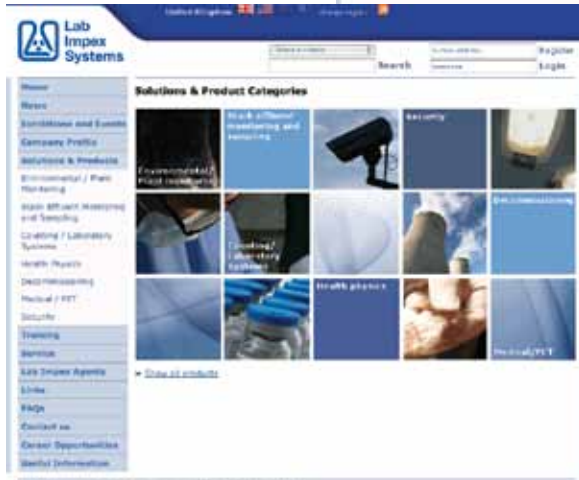 United Kingdom
Lab
Impex
Systems
Register
Search
Login
Home
News
Exhibitions and Events
Company Profile
Solutions & Products
Environmental / Plant
Monitoring
Stack Effluent Monitoring
and Sampling
Counting / Laboratory
Systems
Health Physics
Decommissioning
Medical / PET
Security
Training
Service
Lab Impex Agents
Links
FAQs
Contact us
Career Opportunities
Useful Information
Solutions & Product Categories
Environmental/
Plant monitoring
Stack effluent
monitoring and
sampling
Security
Counting/
Laboratory
Systems
Decommissioning
Health physics
Medical/PET
Show all products